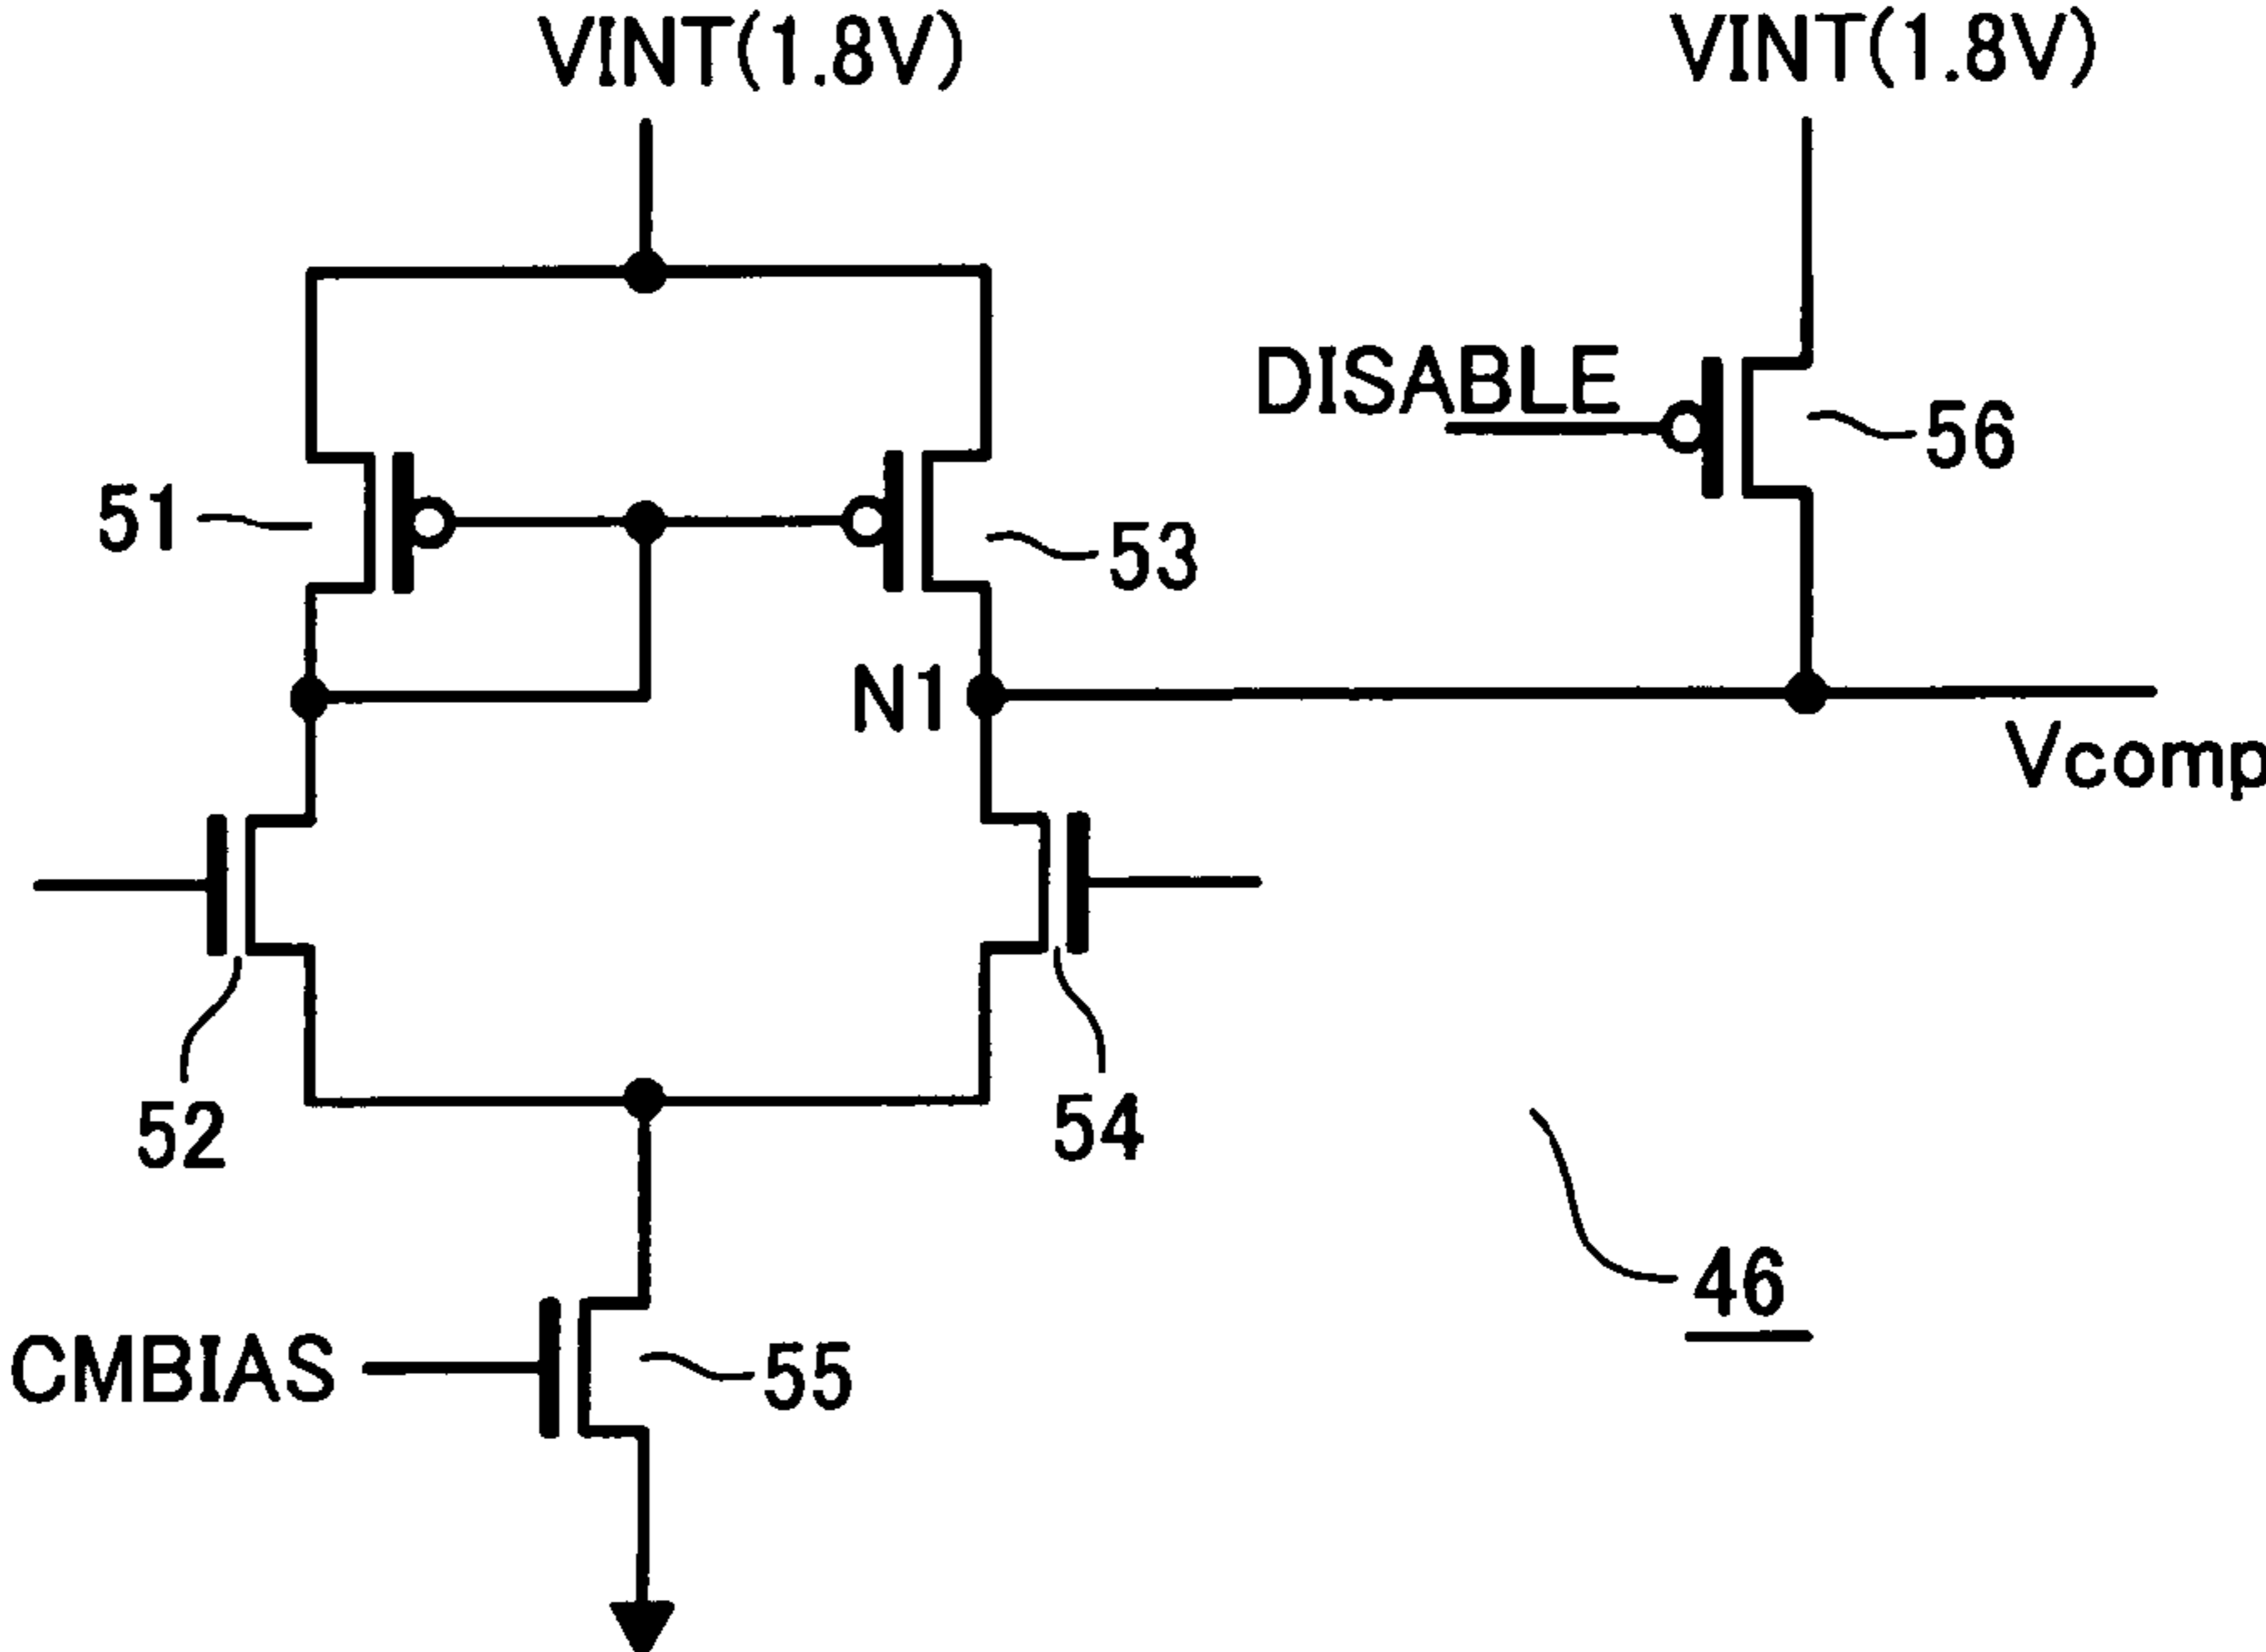 VINT(1.8V)
VINT(1.8V)
DISABLE
56
51
53
N1
Vcomp
52
54
46
CMBIAS
55